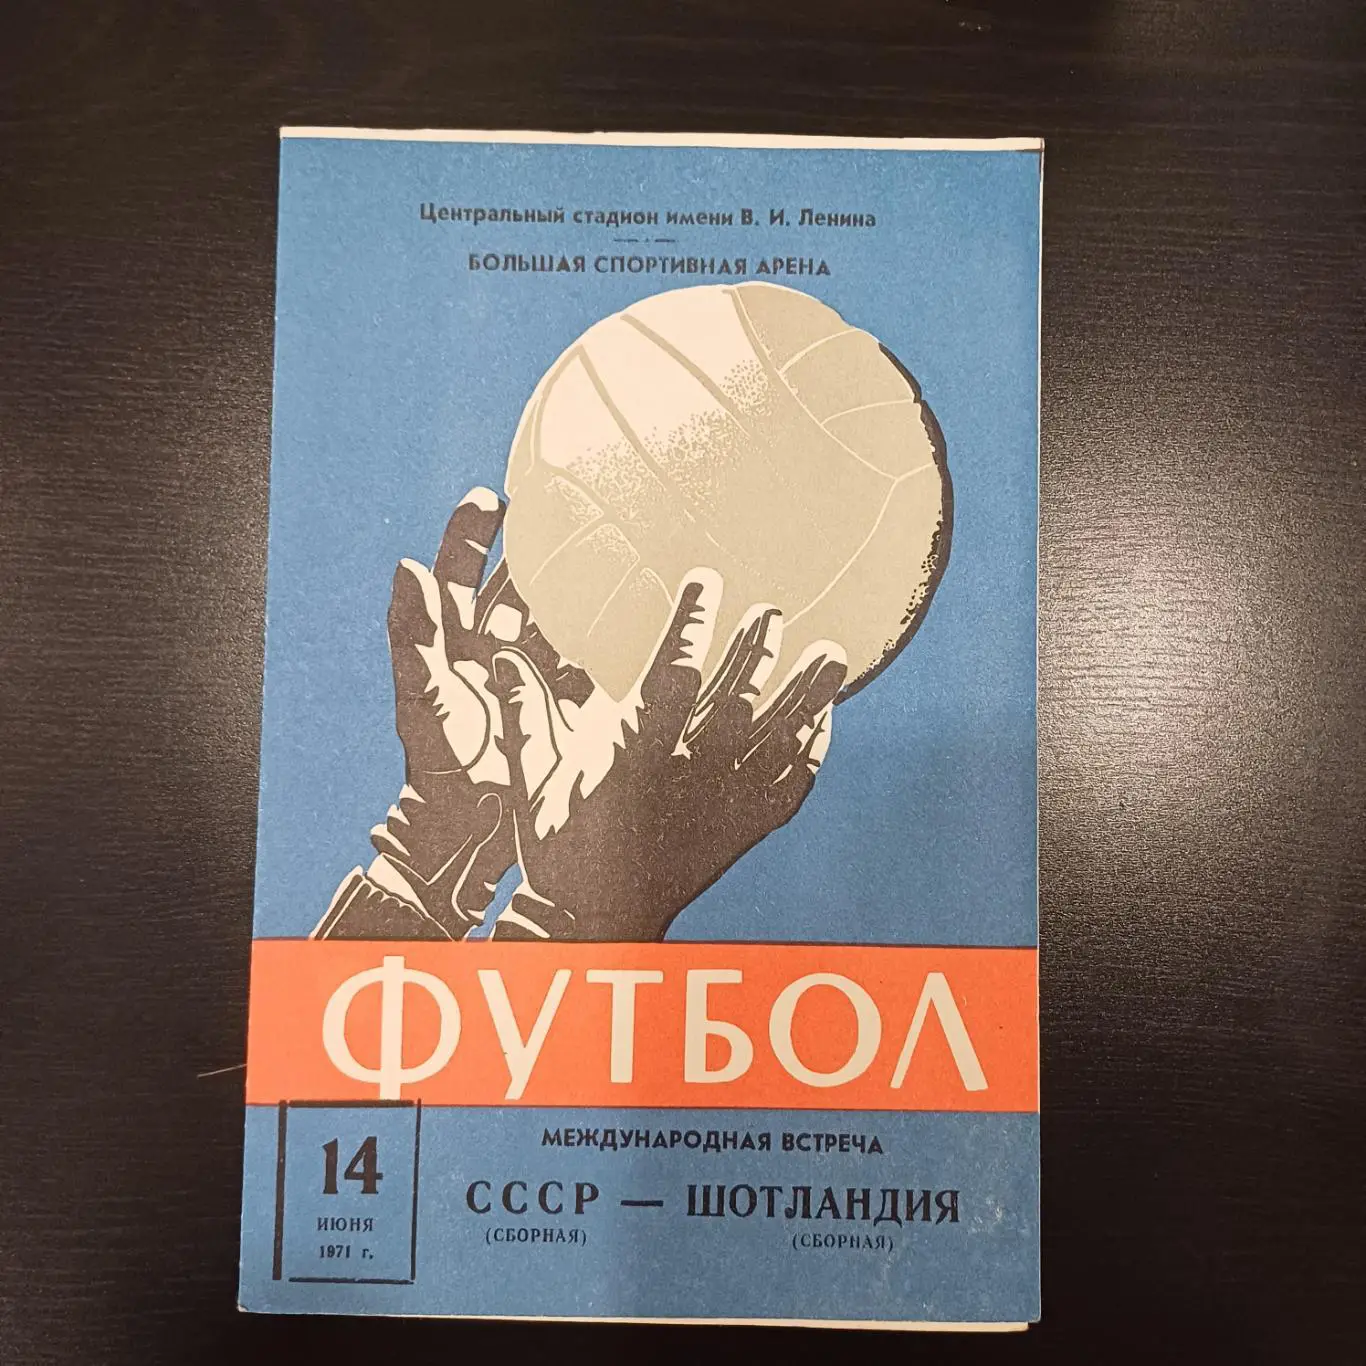 Центральный стадион имени В. И. Ленина
БОЛЬШАЯ СПОРТИВНАЯ АРЕНА
ФУТБОЛ
14
ИЮНЯ
1971 г.
МЕЖДУНАРОДНАЯ ВСТРЕЧА
СССР — ШОТЛАНДИЯ
(СБОРНАЯ) (СБОРНАЯ)